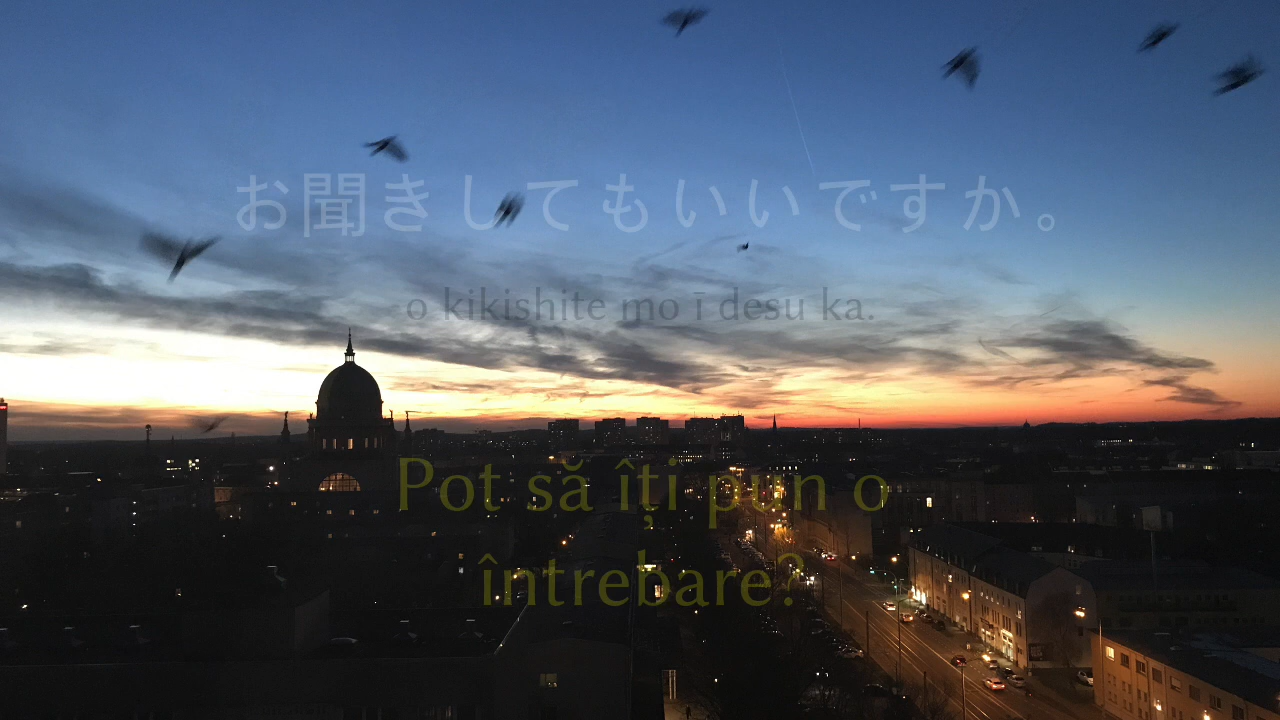 お聞きしてもいいですか。
o kikishite mo ī desu ka.
Pot să îți pun o
întrebare?